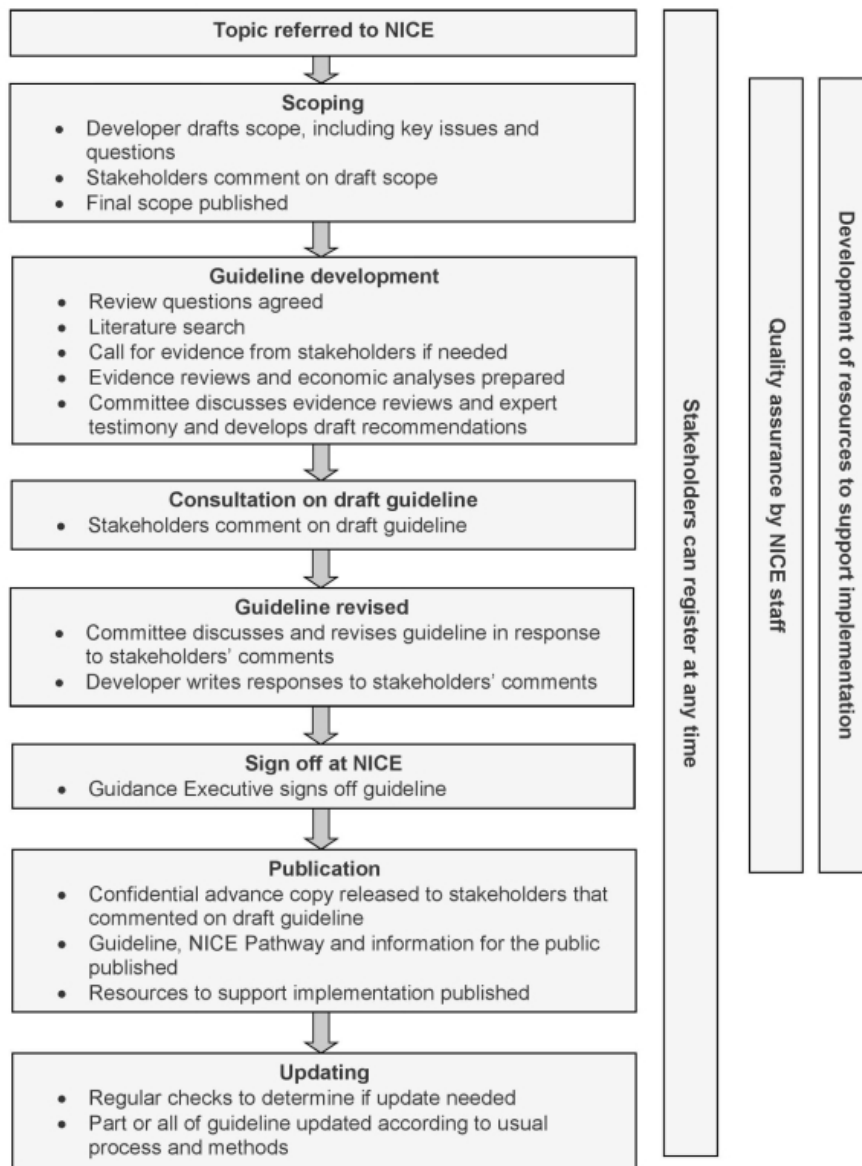 Topic referred to NICE
Scoping
• Developer drafts scope, including key issues and
questions
• Stakeholders comment on draft scope
• Final scope published
Guideline development
• Review questions agreed
• Literature search
• Call for evidence from stakeholders if needed
• Evidence reviews and economic analyses prepared
• Committee discusses evidence reviews and expert
testimony and develops draft recommendations
Consultation on draft guideline
• Stakeholders comment on draft guideline
Guideline revised
• Committee discusses and revises guideline in response
to stakeholders’ comments
• Developer writes responses to stakeholders’ comments
Sign off at NICE
• Guidance Executive signs off guideline
Publication
• Confidential advance copy released to stakeholders that
commented on draft guideline
• Guideline, NICE Pathway and information for the public
published
• Resources to support implementation published
Updating
• Regular checks to determine if update needed
• Part or all of guideline updated according to usual
process and methods
Stakeholders can register at any time
Quality assurance by NICE staff
Development of resources to support implementation